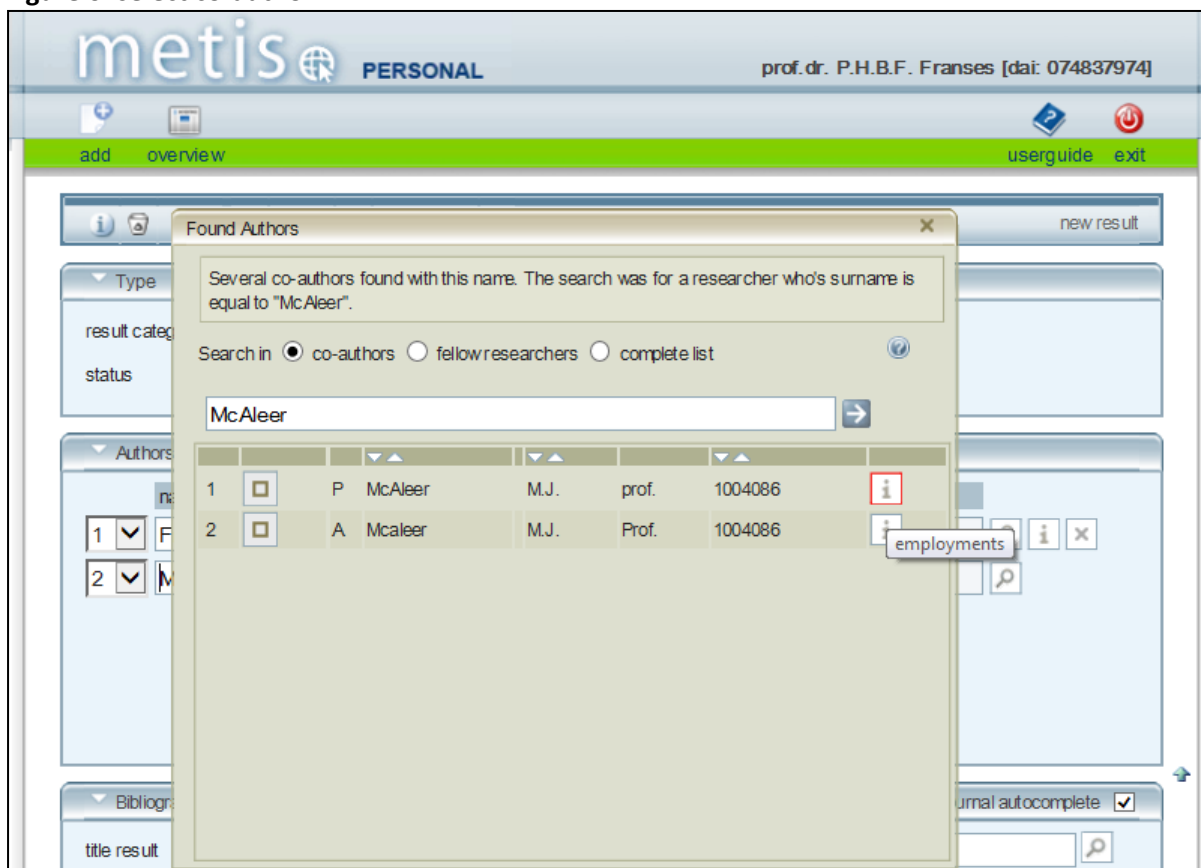 metis PERSONAL prof.dr. P.H.B.F. Franses [dai: 074837974]
add overview userguide exit
Found Authors new result
Type
Several co-authors found with this name. The search was for a researcher who's surname is
equal to "McAleer".
result categ
Search in co-authors fellow researchers complete list
status
McAleer
Authors
na
1 P McAleer M.J. prof. 1004086
2 A Mcaleer M.J. Prof. 1004086
employments
1 F
2 M
Bibliogr urnal autocomplete
title result